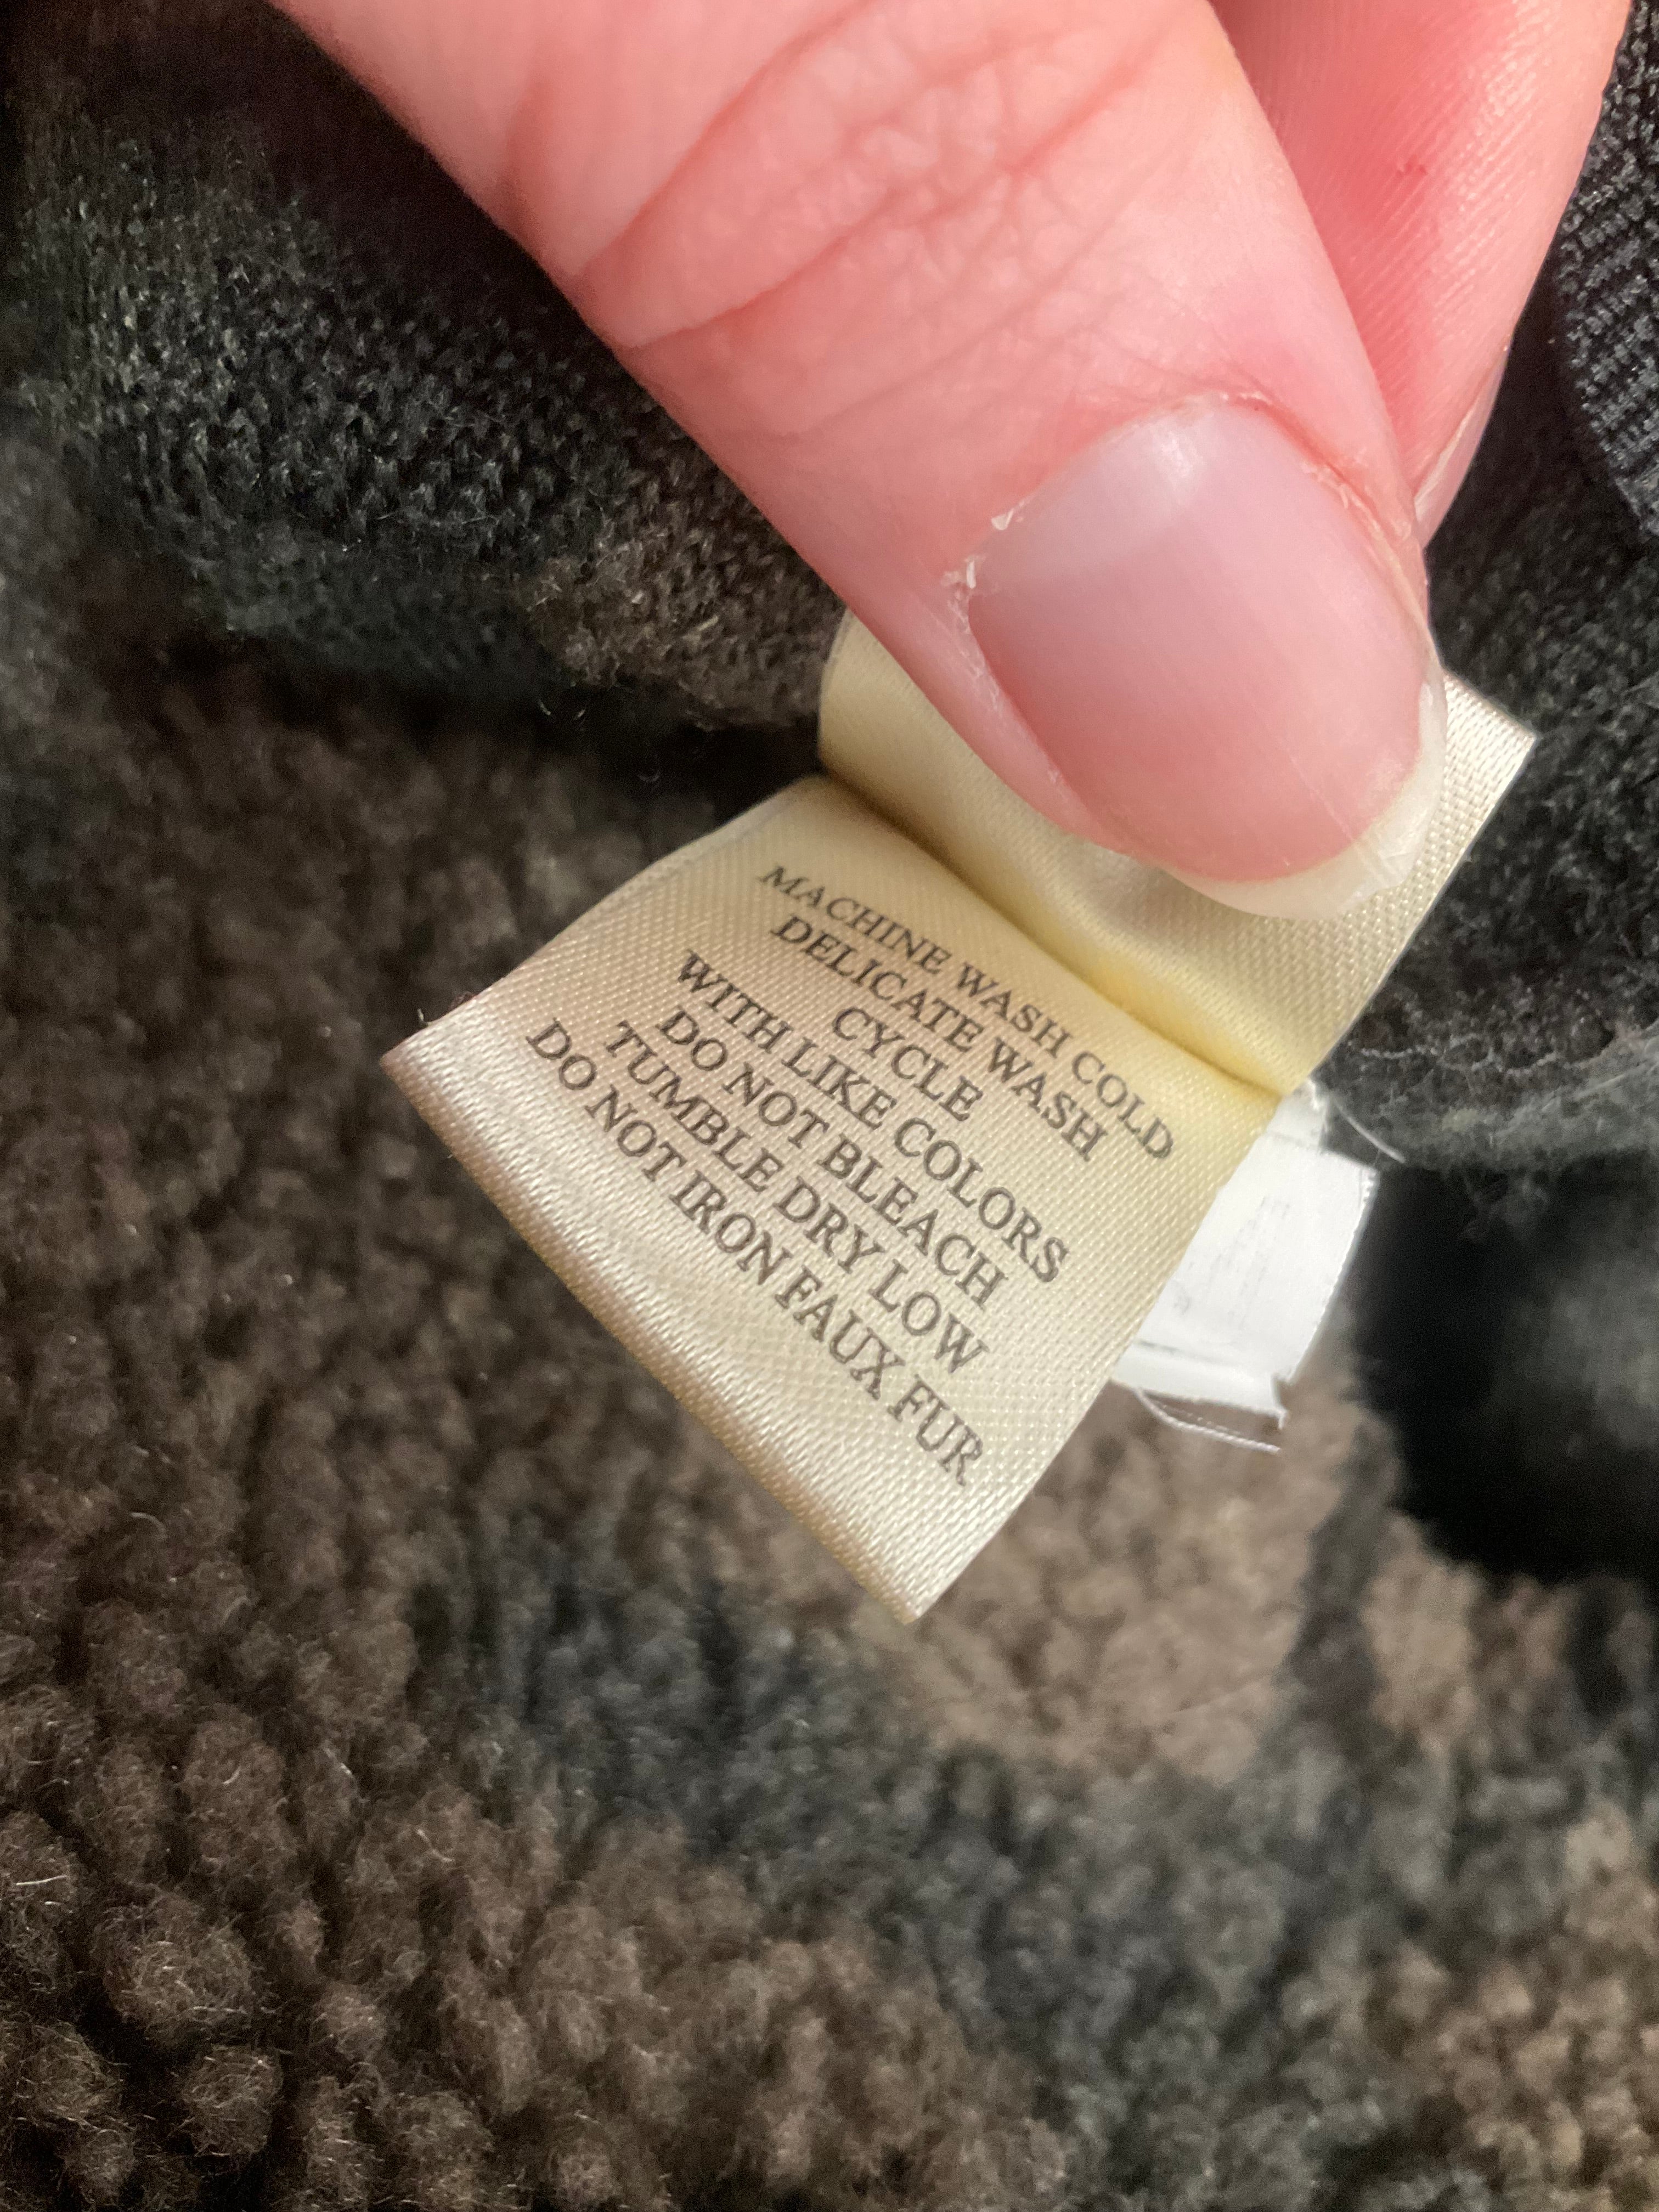 MACHINE WASH COLD
DELICATE WASH
CYCLE
WITH LIKE COLORS
DO NOT BLEACH
TUMBLE DRY LOW
DO NOT IRON FAUX FUR